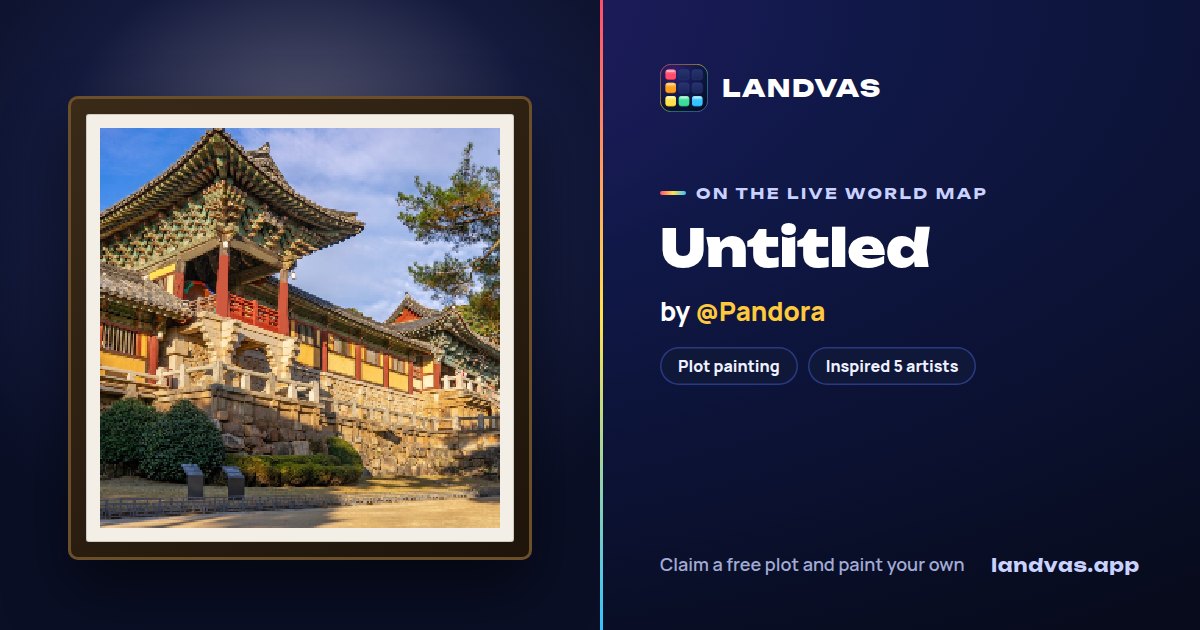 LANDVAS
ON THE LIVE WORLD MAP
Untitled
by @Pandora
Plot painting
Inspired 5 artists
Claim a free plot and paint your own
landvas.app